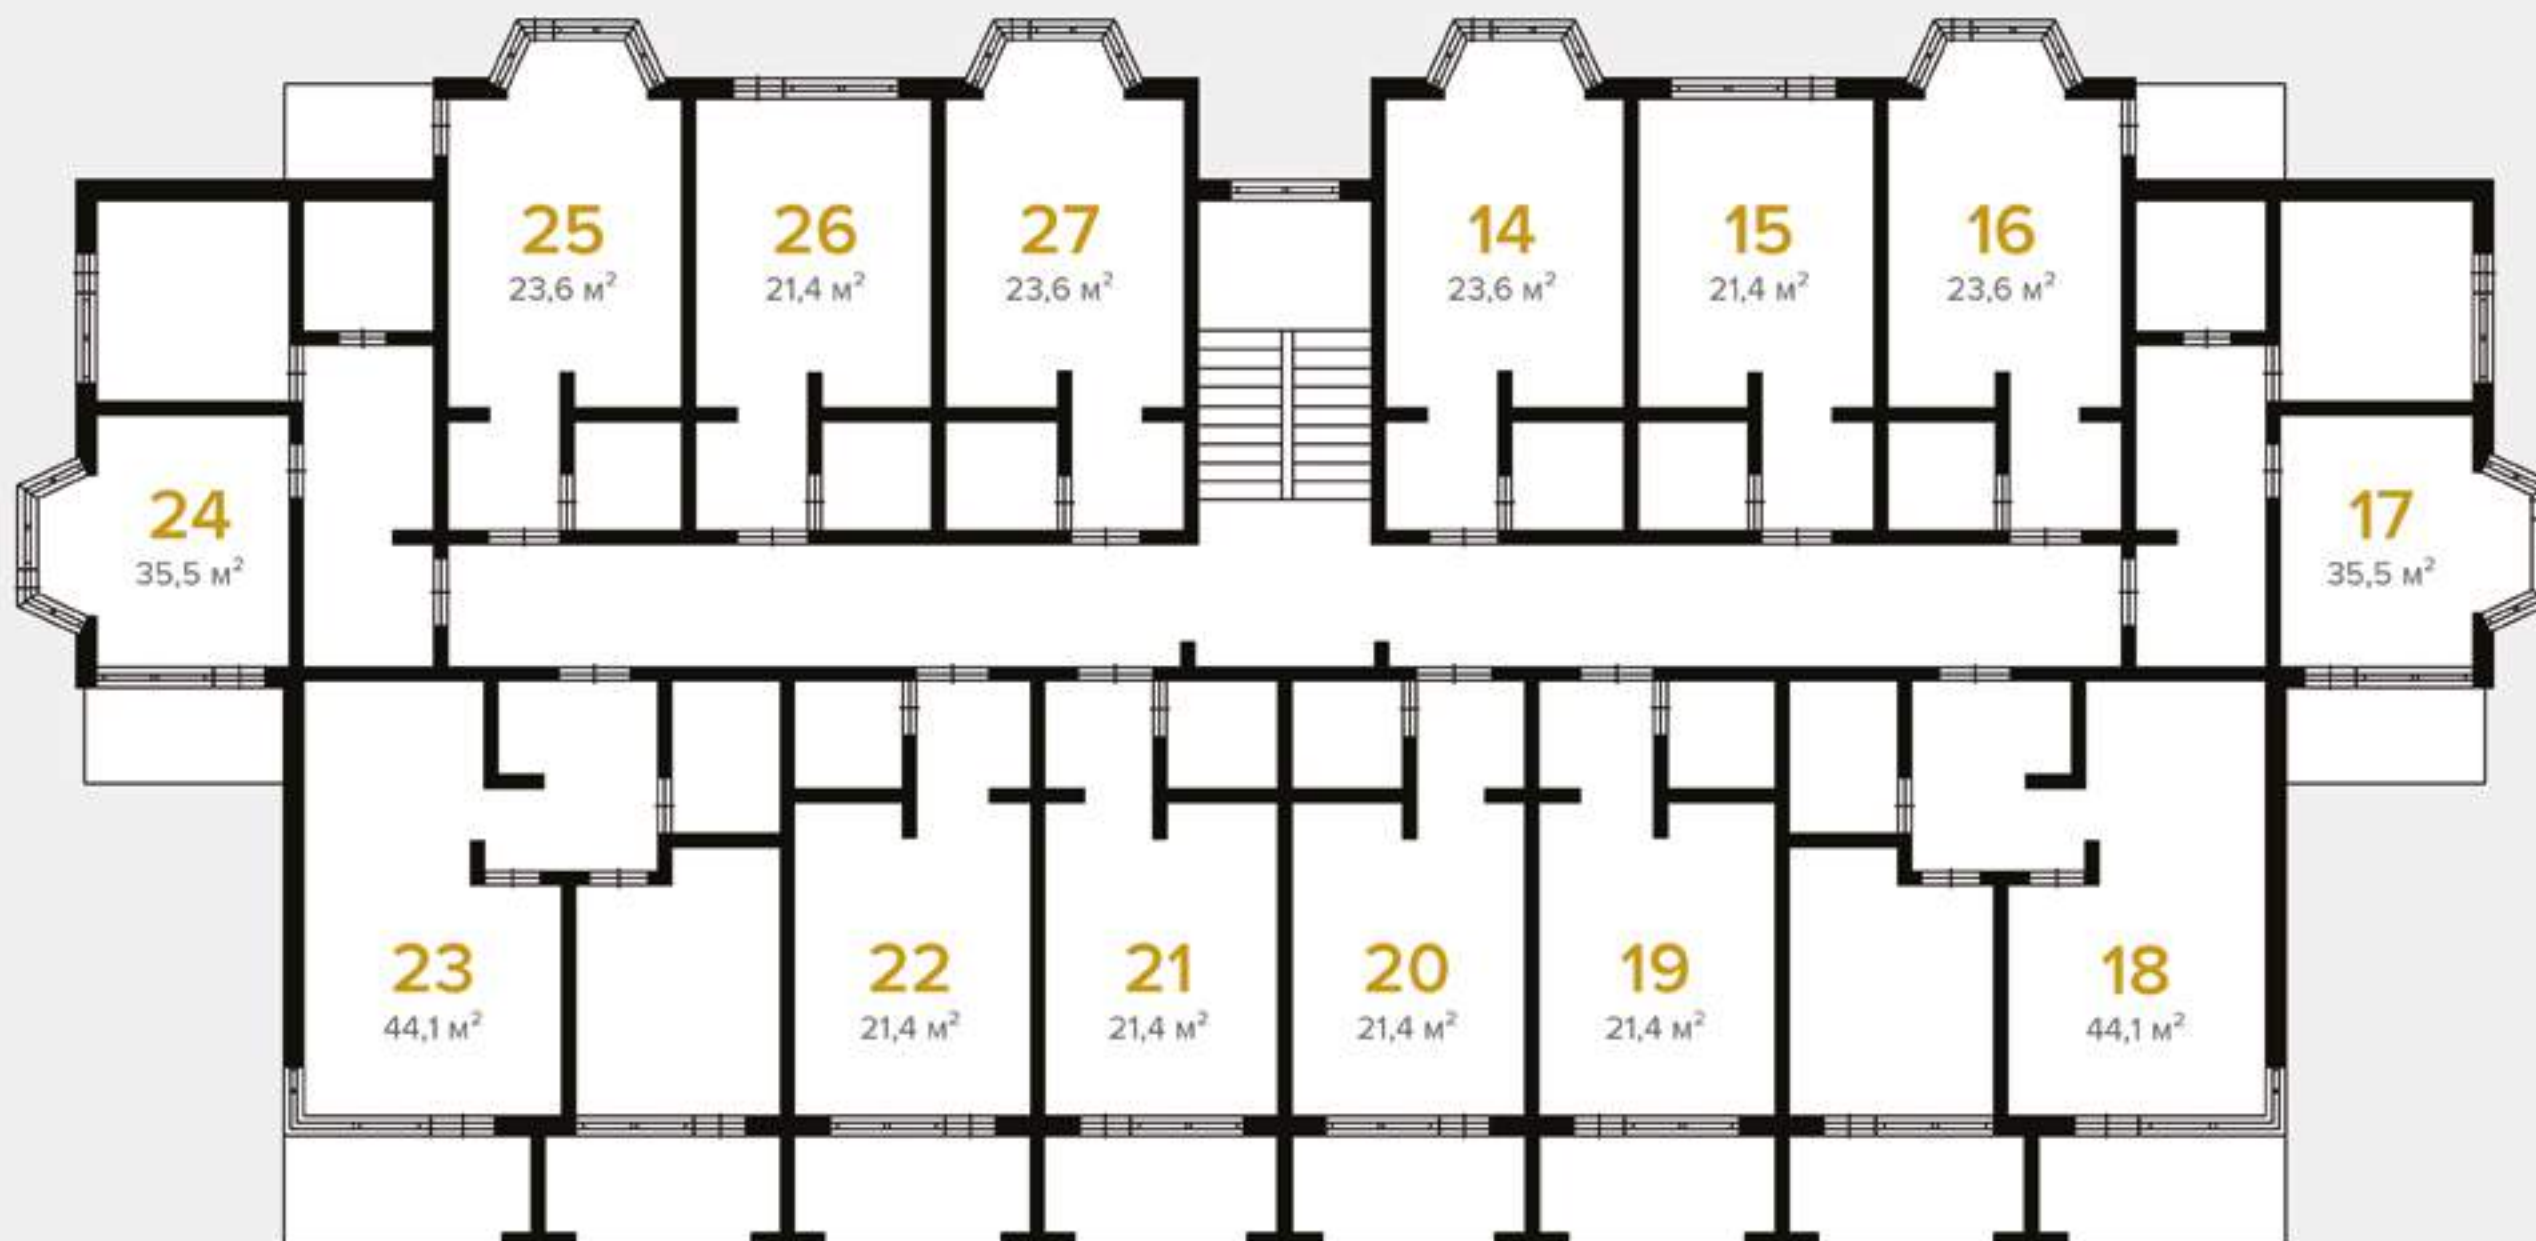 25
23,6 м²
26
21,4 м²
27
23,6 м²
14
23,6 м²
15
21,4 м²
16
23,6 м²
24
35,5 м²
17
35,5 м²
23
44,1 м²
22
21,4 м²
21
21,4 м²
20
21,4 м²
19
21,4 м²
18
44,1 м²